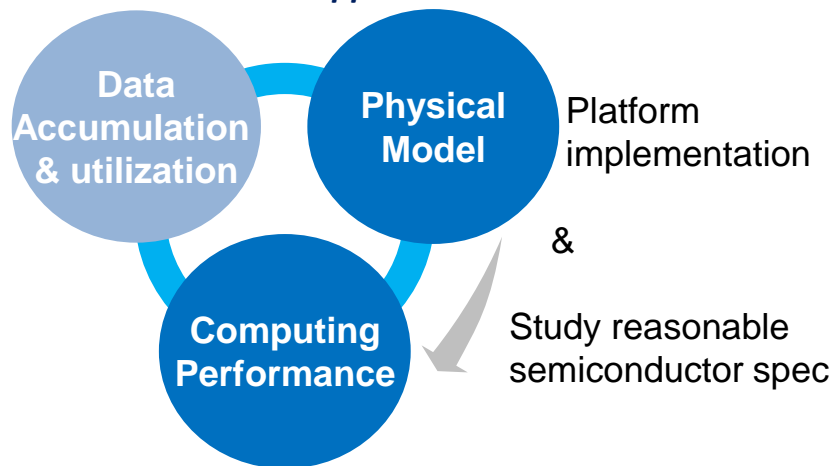 Data
Accumulation
& utilization
Physical
Model
Platform
implementation
&
Study reasonable
semiconductor spec
Computing
Performance